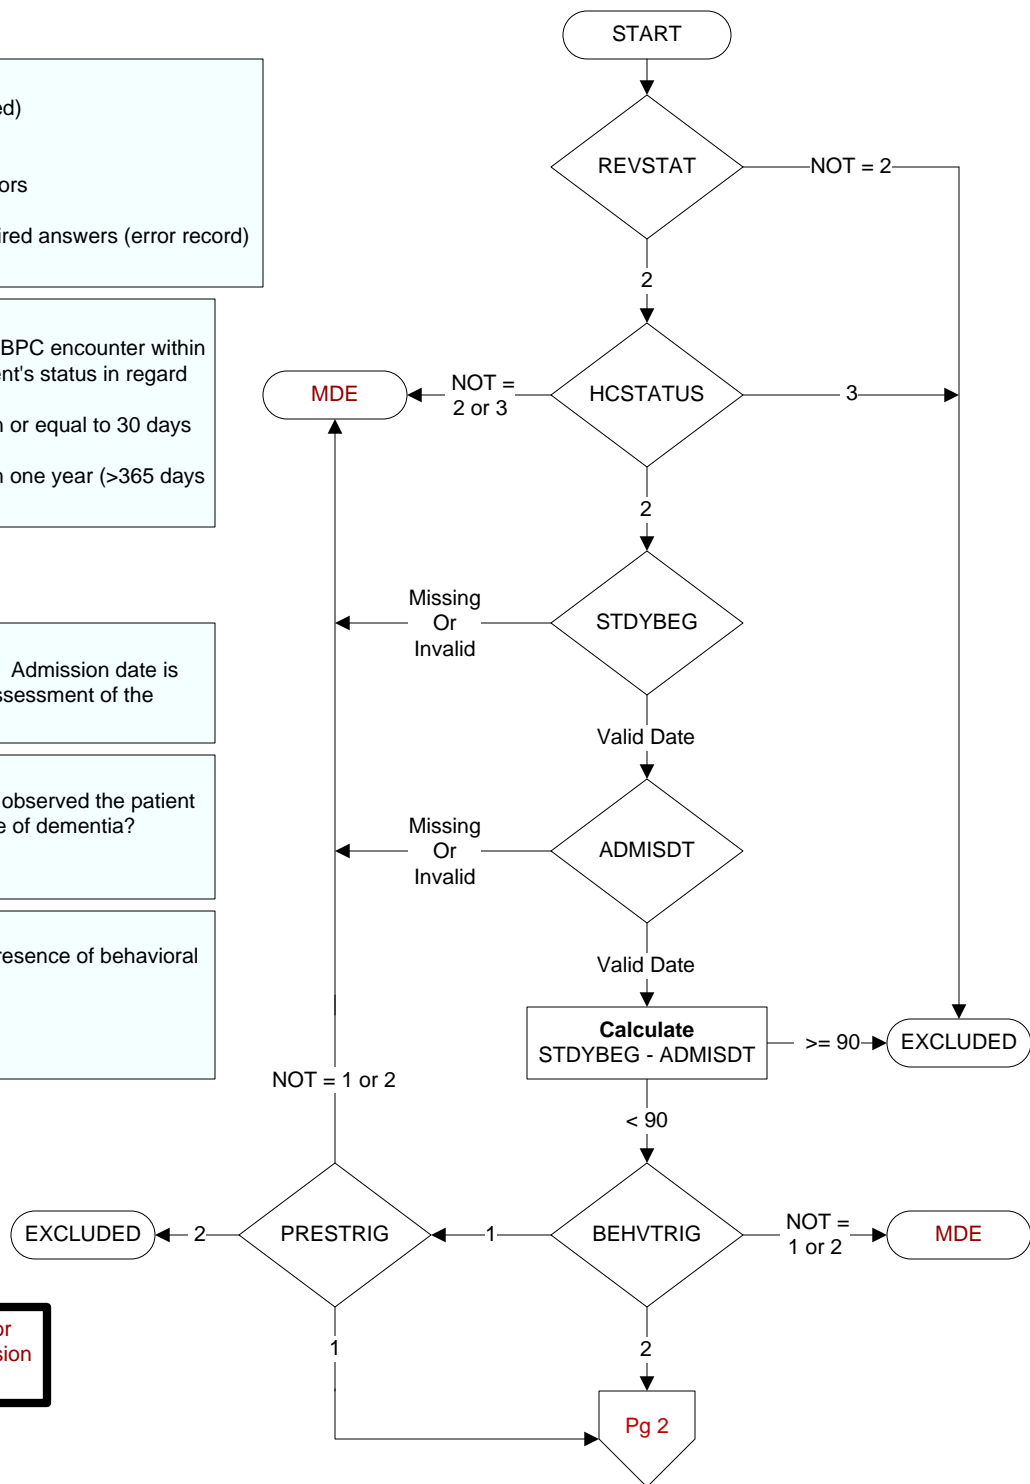 START
ed)
ors
ired answers (error record)
REVSTAT
NOT = 2
2
BPC encounter within
ent's status in regard
n or equal to 30 days
n one year (>365 days
MDE
NOT =
2 or 3
HCSTATUS
3
2
Missing
Or
Invalid
STDYBEG
Admission date is
ssessment of the
Valid Date
observed the patient
e of dementia?
Missing
Or
Invalid
ADMISDT
resence of behavioral
Valid Date
Calculate
STDYBEG - ADMISDT
>= 90
EXCLUDED
NOT = 1 or 2
< 90
EXCLUDED
2
PRESTRIG
1
BEHVTRIG
NOT =
1 or 2
MDE
or
sion
1
2
Pg 2